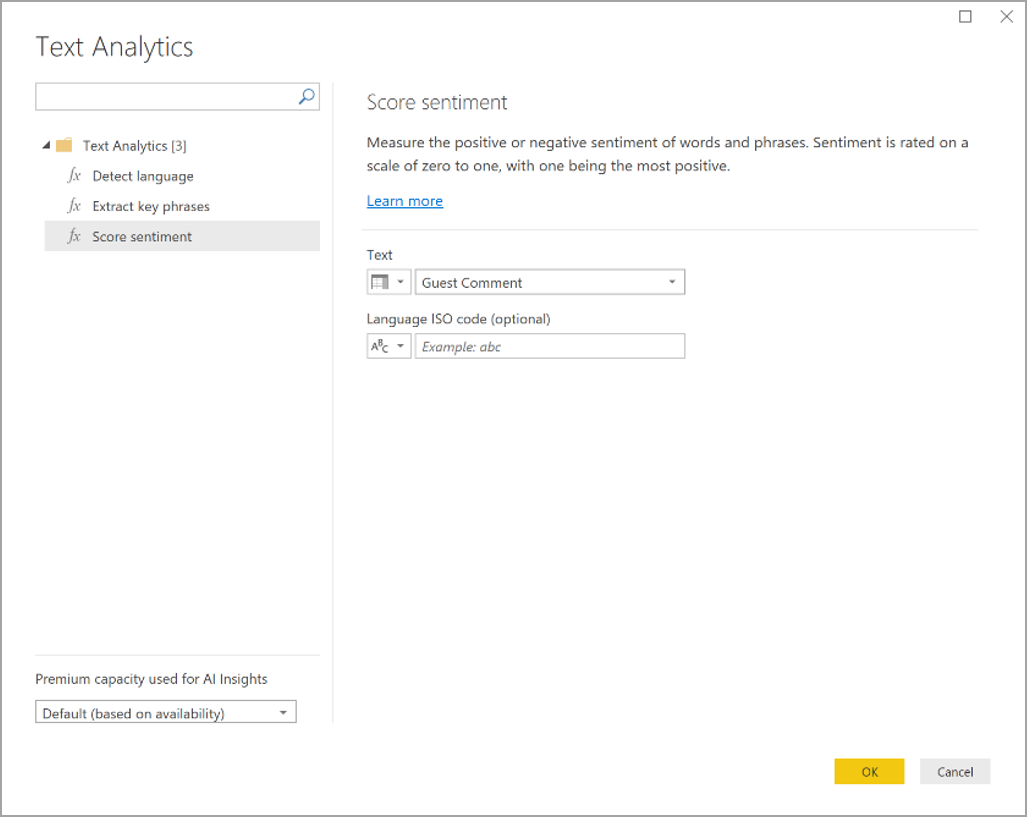 Text Analytics
Text Analytics [3]
fx Detect language
fx Extract key phrases
fx Score sentiment
Premium capacity used for AI Insights
Default (based on availability)
Score sentiment
Measure the positive or negative sentiment of words and phrases. Sentiment is rated on a
scale of zero to one, with one being the most positive.
Learn more
Text
Guest Comment
Language ISO code (optional)
ABC Example: abc
OK Cancel